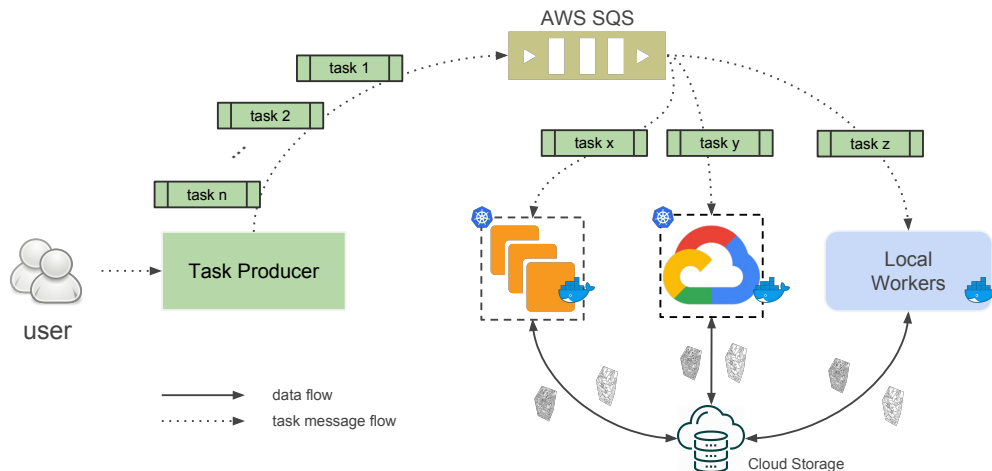 AWS SQS
task 1
task 2
...
task n
task x
task y
task z
user
Task Producer
Local
Workers
data flow
task message flow
Cloud Storage